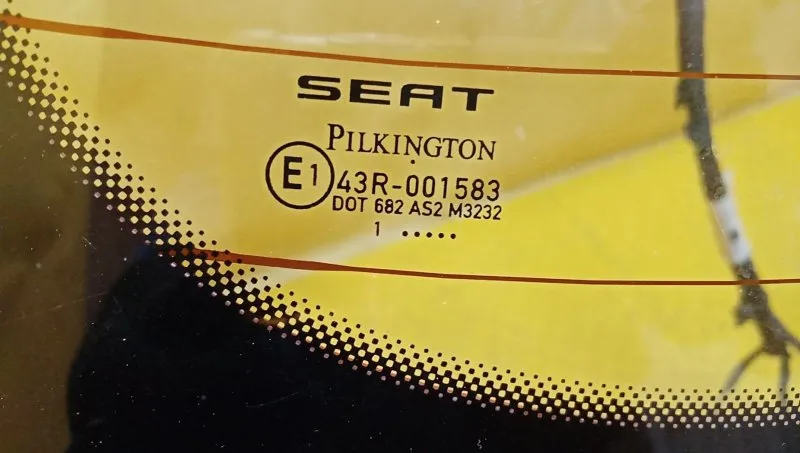 SEAT
PILKINGTON
E1 43R-001583
DOT 682 AS2 M3232
1 •••••